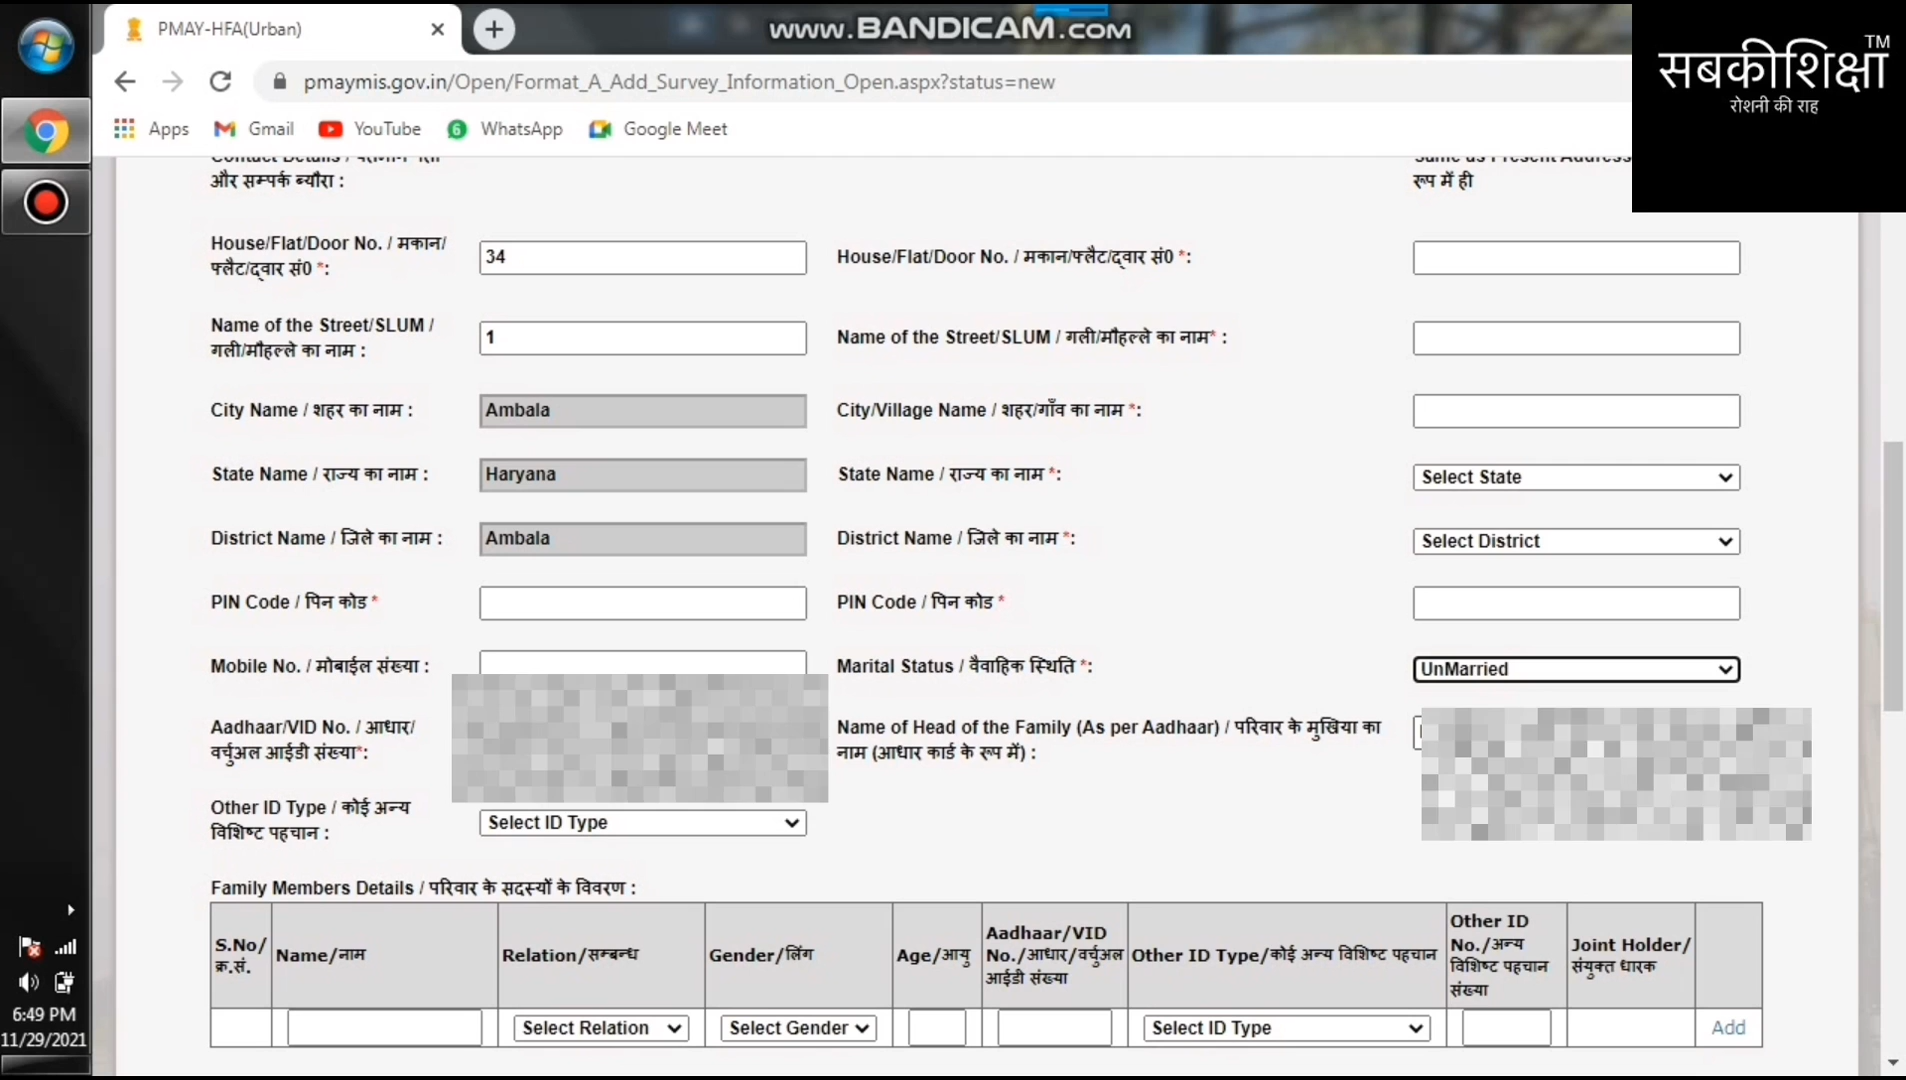 PMAY-HFA(Urban)
www.BANDICAM.COM
सबकीशिक्षा TM
रोशनी की राह
pmaymis.gov.in/Open/Format_A_Add_Survey_Information_Open.aspx?status=new
Apps Gmail YouTube WhatsApp Google Meet
और सम्पर्क ब्यौरा :
Same as Present Address
रूप में ही
House/Flat/Door No. / मकान/
फ्लैट/द्वार सं0 *:
34
House/Flat/Door No. / मकान/फ्लैट/द्वार सं0 *:
Name of the Street/SLUM /
गली/मौहल्ले का नाम :
1
Name of the Street/SLUM / गली/मौहल्ले का नाम* :
City Name / शहर का नाम :
Ambala
City/Village Name / शहर/गाँव का नाम *:
State Name / राज्य का नाम :
Haryana
State Name / राज्य का नाम *:
Select State
District Name / जिले का नाम :
Ambala
District Name / जिले का नाम *:
Select District
PIN Code / पिन कोड *
PIN Code / पिन कोड *
Mobile No. / मोबाईल संख्या :
Marital Status / वैवाहिक स्थिति *:
UnMarried
Aadhaar/VID No. / आधार/
वर्चुअल आईडी संख्या*:
Name of Head of the Family (As per Aadhaar) / परिवार के मुखिया का
नाम (आधार कार्ड के रूप में) :
Other ID Type / कोई अन्य
विशिष्ट पहचान :
Select ID Type
Family Members Details / परिवार के सदस्यों के विवरण :
S.No/
क्र.सं.
Name/नाम
Relation/सम्बन्ध
Gender/लिंग
Age/आयु
Aadhaar/VID
No./आधार/वर्चुअल
आईडी संख्या
Other ID Type/कोई अन्य विशिष्ट पहचान
Other ID
No./अन्य
विशिष्ट पहचान
संख्या
Joint Holder/
संयुक्त धारक
Select Relation
Select Gender
Select ID Type
Add
6:49 PM
11/29/2021